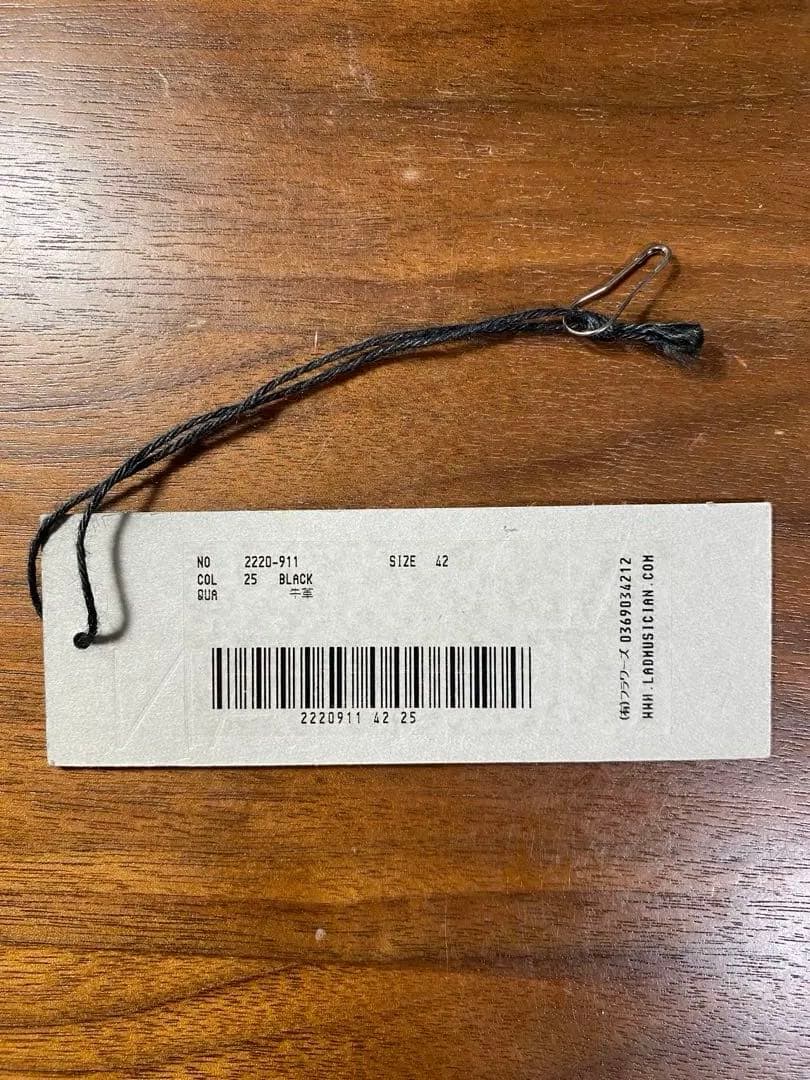 NO 2220-911 SIZE 42
COL 25 BLACK
QUA 牛革
2220911 42 25
(有)フラワーズ 0369034212
WWW.LADMUSICIAN.COM